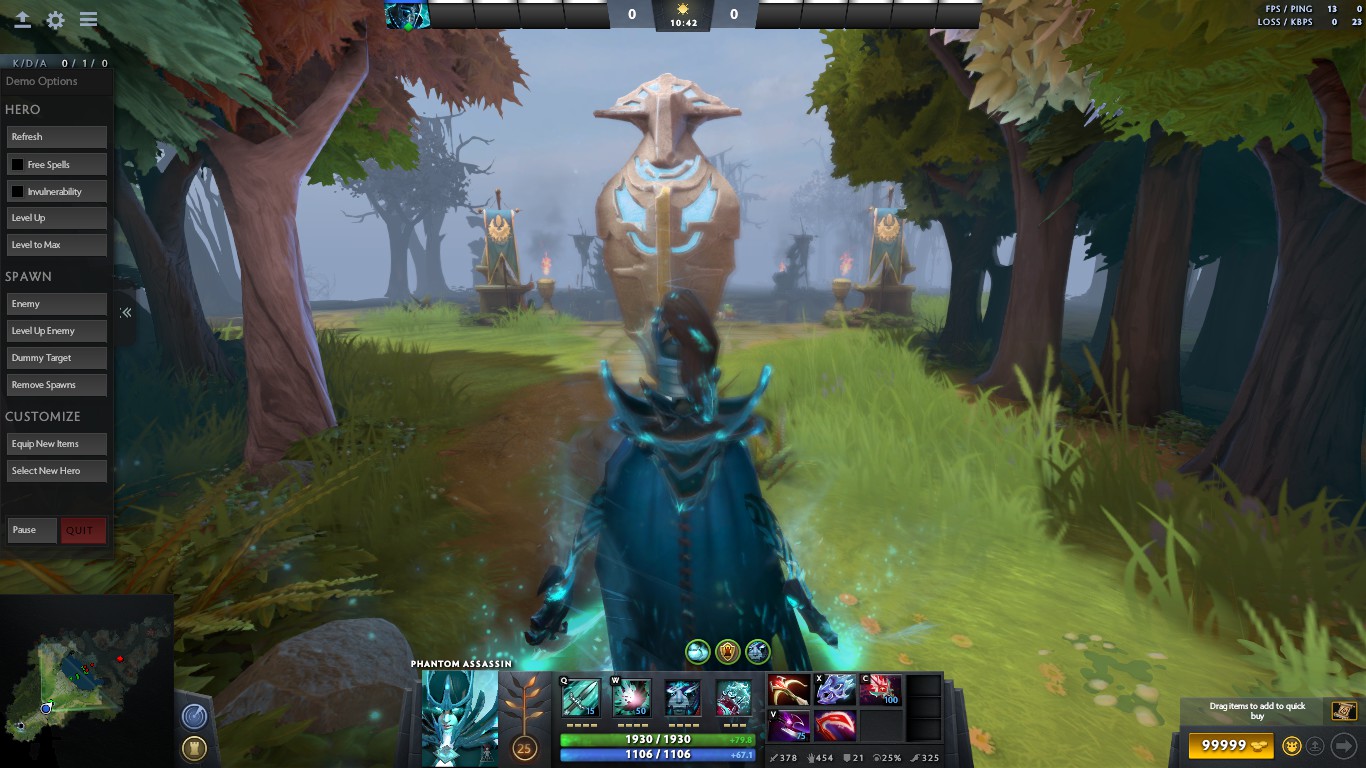 0
10:42
0
FPS / PING 13 0
LOSS / KBPS 0 23
K/D/A 0 / 1 / 0
Demo Options
HERO
Refresh
Free Spells
Invulnerability
Level Up
Level to Max
SPAWN
Enemy
Level Up Enemy
Dummy Target
Remove Spawns
CUSTOMIZE
Equip New Items
Select New Hero
Pause
QUIT
PHANTOM ASSASSIN
25
Q 15
W 50
1930 / 1930 +79.8
1106 / 1106 +67.1
X
C 100
V 75
378 454 21 25% 325
Drag items to add to quick
buy
99999